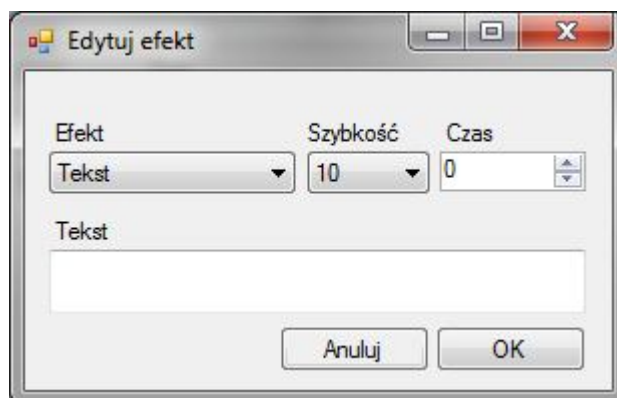 Edytuj efekt
Efekt Szybkość Czas
Tekst 10 0
Tekst
Anuluj OK